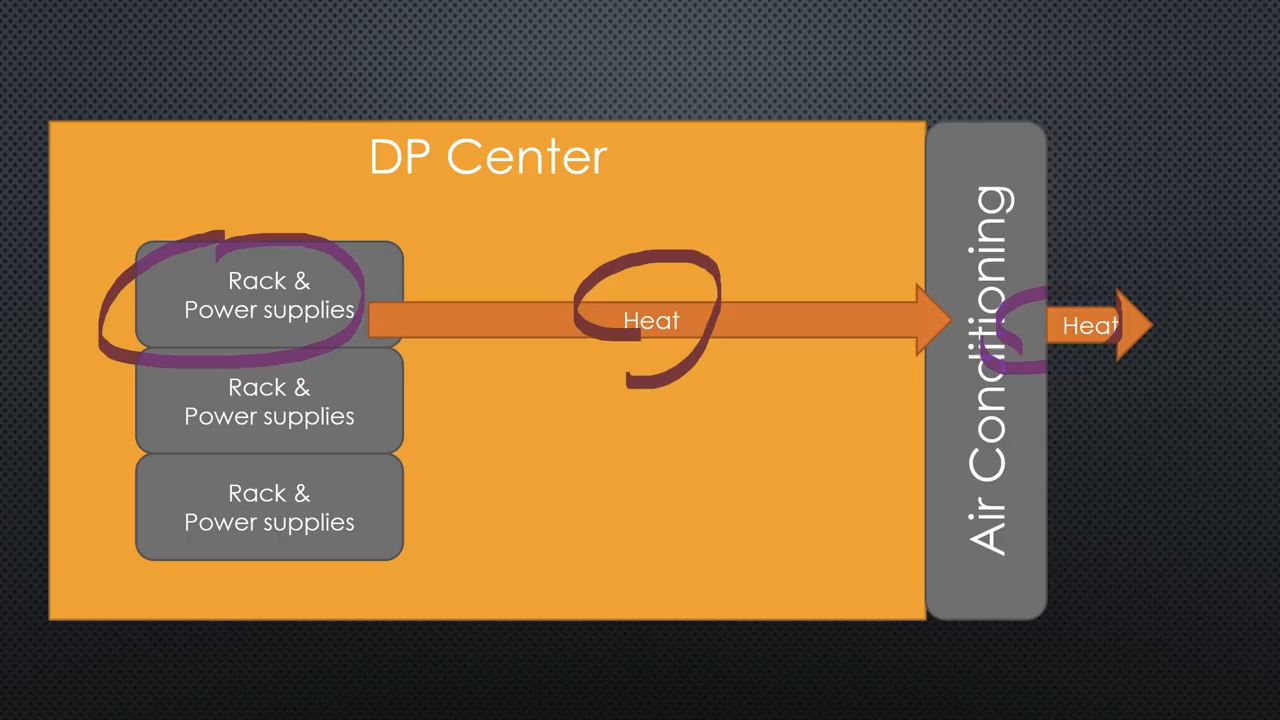 DP Center
Rack &
Power supplies
Rack &
Power supplies
Rack &
Power supplies
Heat
Air Conditioning
Heat